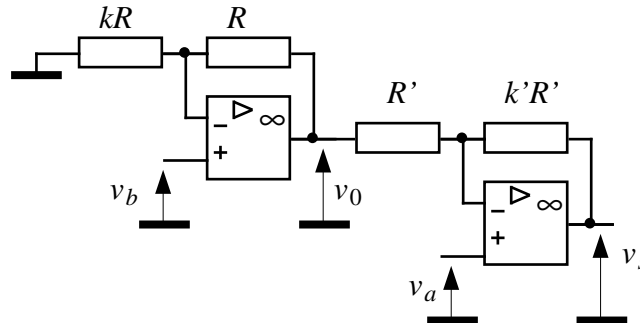 kR
R
R’
k’R’
▷ ∞
−
+
v_b
v_0
▷ ∞
−
+
v_a